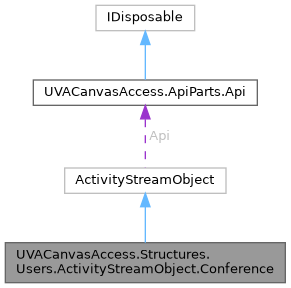 IDisposable
UVACanvasAccess.ApiParts.Api
Api
ActivityStreamObject
UVACanvasAccess.Structures.
Users.ActivityStreamObject.Conference